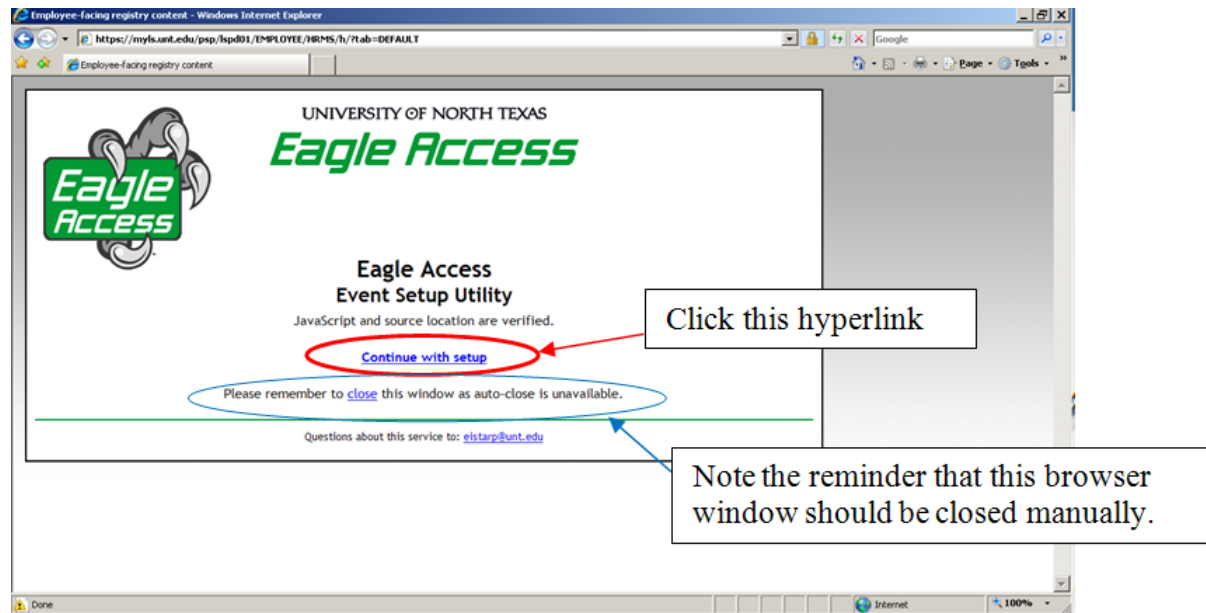 Employee-facing registry content - Windows Internet Explorer
https://myls.unt.edu/psp/lspd01/EMPLOYEE/HRMS/h/?tab=DEFAULT
Google
Employee-facing registry content
Page
Tools
UNIVERSITY OF NORTH TEXAS
Eagle Access
Eagle
Access
Eagle Access
Event Setup Utility
JavaScript and source location are verified.
Click this hyperlink
Continue with setup
Please remember to close this window as auto-close is unavailable.
Questions about this service to: eistarp@unt.edu
Note the reminder that this browser
window should be closed manually.
Done
Internet
100%